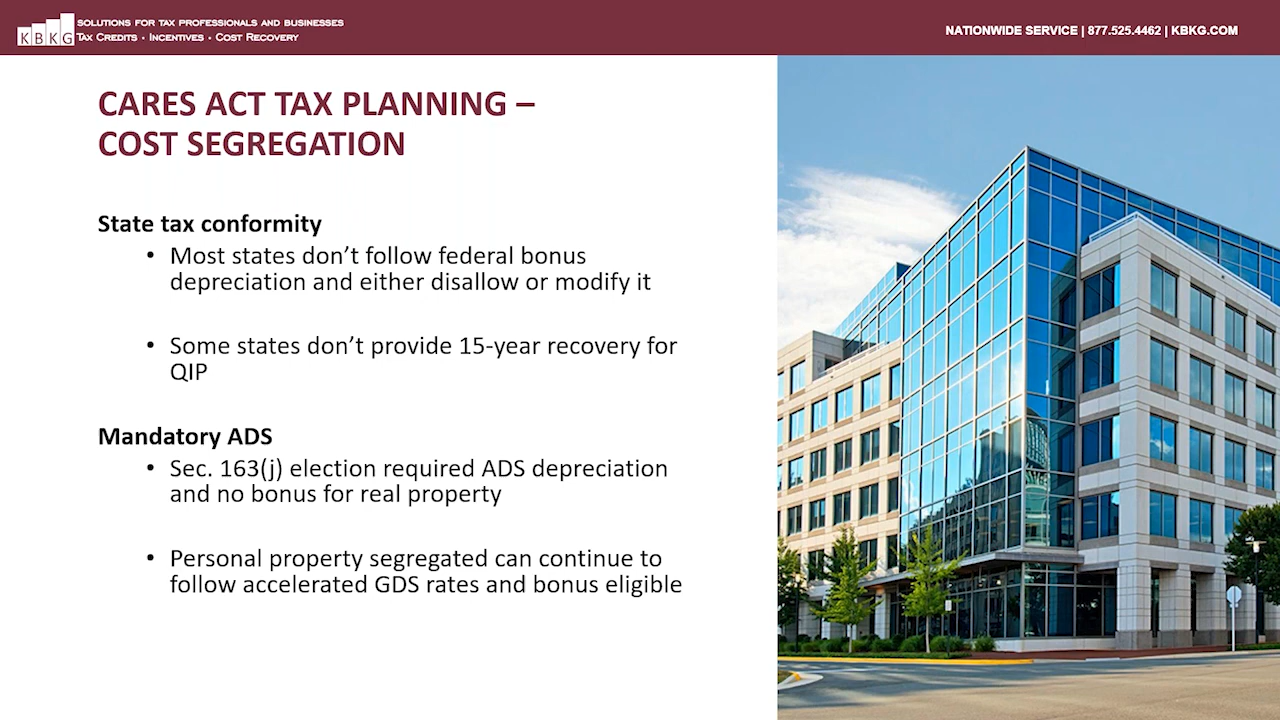 KBKG
SOLUTIONS FOR TAX PROFESSIONALS AND BUSINESSES
TAX CREDITS · INCENTIVES · COST RECOVERY
NATIONWIDE SERVICE | 877.525.4462 | KBKG.COM
CARES ACT TAX PLANNING –
COST SEGREGATION
State tax conformity
• Most states don’t follow federal bonus
depreciation and either disallow or modify it
• Some states don’t provide 15-year recovery for
QIP
Mandatory ADS
• Sec. 163(j) election required ADS depreciation
and no bonus for real property
• Personal property segregated can continue to
follow accelerated GDS rates and bonus eligible